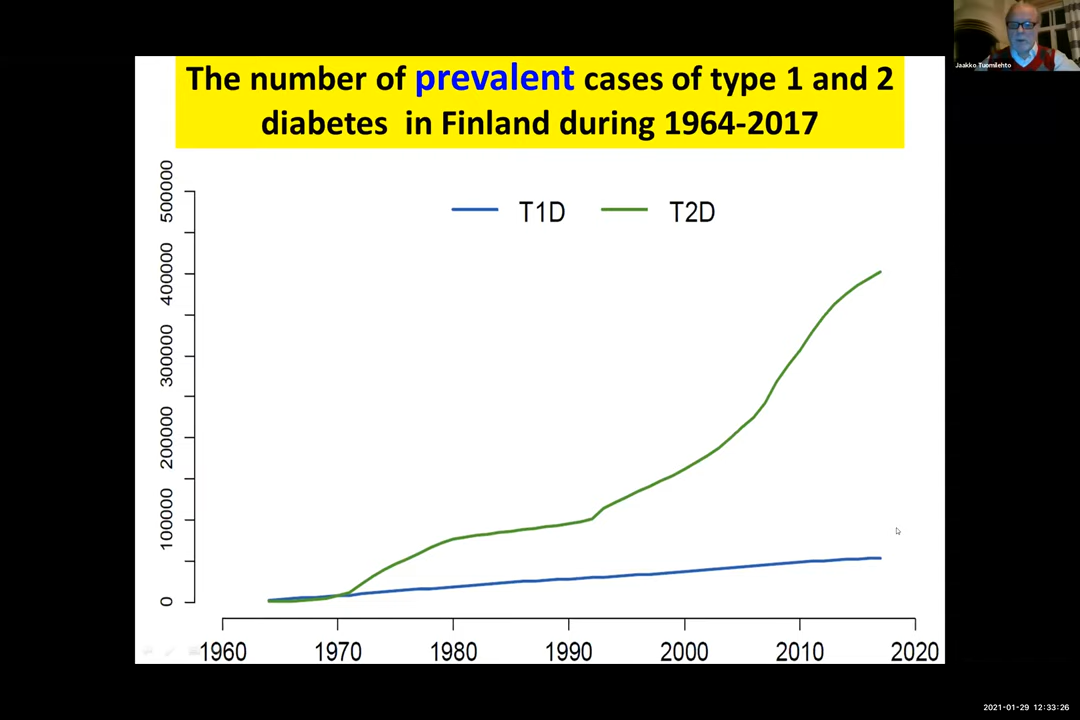 Jaakko Tuomilehto
The number of prevalent cases of type 1 and 2
diabetes in Finland during 1964-2017
T1D T2D
500000
400000
300000
200000
100000
0
1960 1970 1980 1990 2000 2010 2020
2021-01-29 12:33:26